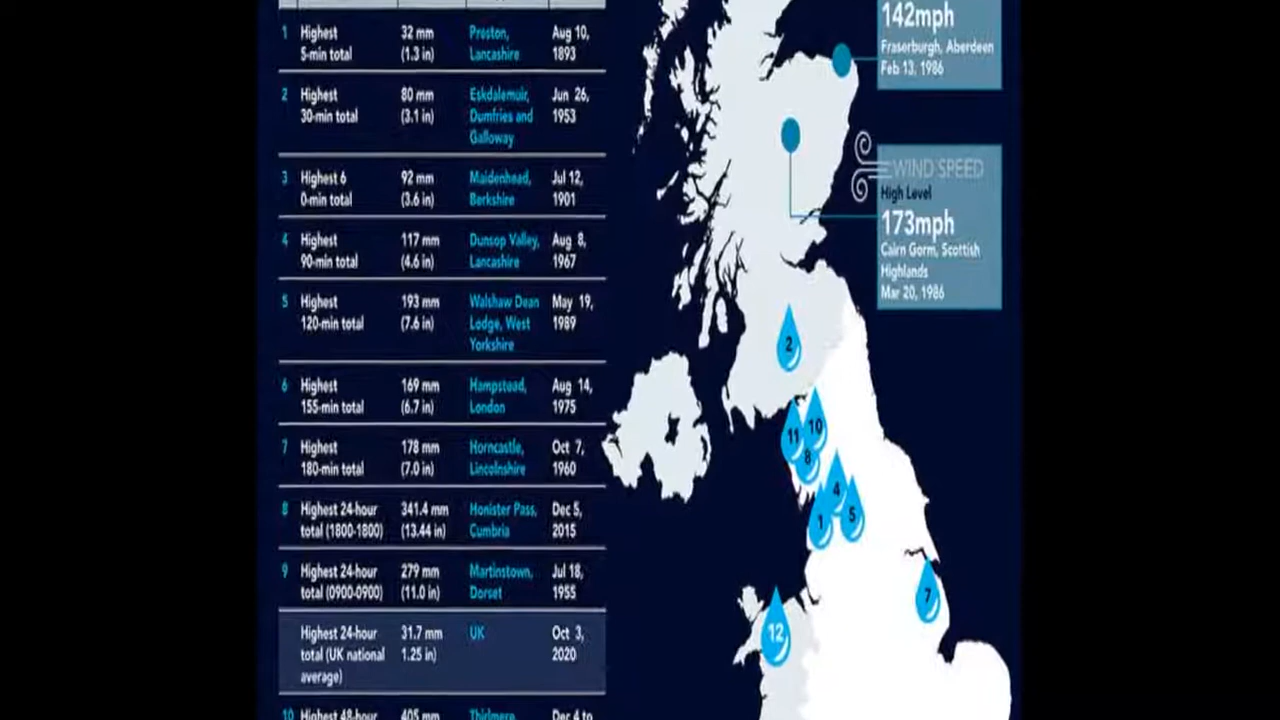 1 Highest 32 mm Preston, Aug 10,
5-min total (1.3 in) Lancashire 1893
2 Highest 80 mm Eskdalemuir, Jun 26,
30-min total (3.1 in) Dumfries and 1953
Galloway
3 Highest 6 92 mm Maidenhead, Jul 12,
0-min total (3.6 in) Berkshire 1901
4 Highest 117 mm Dunsop Valley, Aug 8,
90-min total (4.6 in) Lancashire 1967
5 Highest 193 mm Walshaw Dean May 19,
120-min total (7.6 in) Lodge, West 1989
Yorkshire
6 Highest 169 mm Hampstead, Aug 14,
155-min total (6.7 in) London 1975
7 Highest 178 mm Horncastle, Oct 7,
180-min total (7.0 in) Lincolnshire 1960
8 Highest 24-hour 341.4 mm Honister Pass, Dec 5,
total (1800-1800) (13.44 in) Cumbria 2015
9 Highest 24-hour 279 mm Martinstown, Jul 18,
total (0900-0900) (11.0 in) Dorset 1955
Highest 24-hour 31.7 mm UK Oct 3,
total (UK national 1.25 in) 2020
average)
10 Highest 48-hour 405 mm Thirlmere Dec 4 to
142mph
Fraserburgh, Aberdeen
Feb 13, 1986
WIND SPEED
High Level
173mph
Cairn Gorm, Scottish
Highlands
Mar 20, 1986
2
11
10
8
4
1
5
7
12